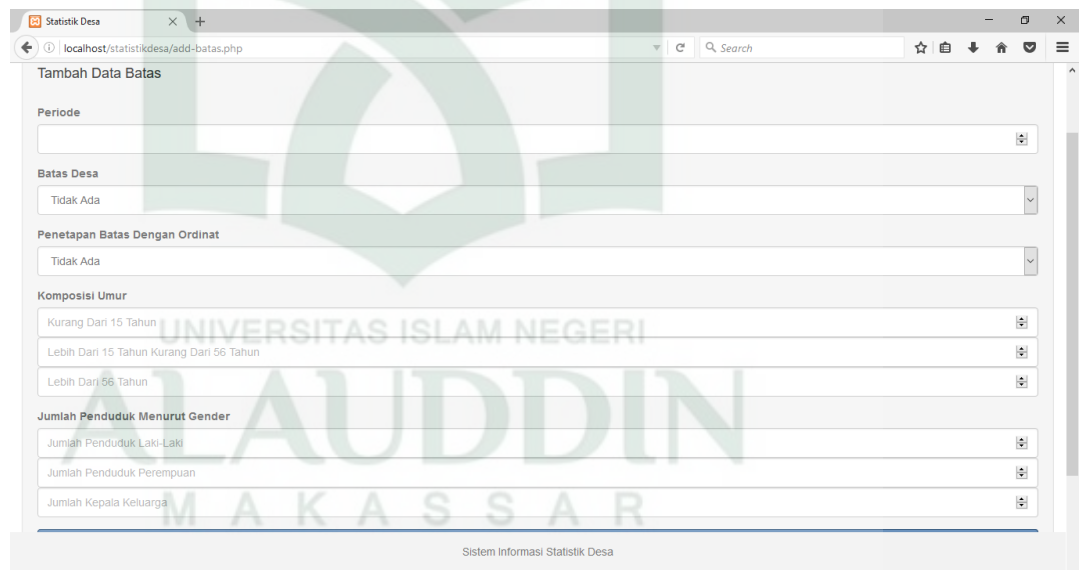 Statistik Desa
localhost/statistikdesa/add-batas.php
Search
Tambah Data Batas
Periode
Batas Desa
Tidak Ada
Penetapan Batas Dengan Ordinat
Tidak Ada
Komposisi Umur
Kurang Dari 15 Tahun
Lebih Dari 15 Tahun Kurang Dari 56 Tahun
Lebih Dari 56 Tahun
Jumlah Penduduk Menurut Gender
Jumlah Penduduk Laki-Laki
Jumlah Penduduk Perempuan
Jumlah Kepala Keluarga
Sistem Informasi Statistik Desa
UNIVERSITAS ISLAM NEGERI
ALAUDDIN
MAKASSAR